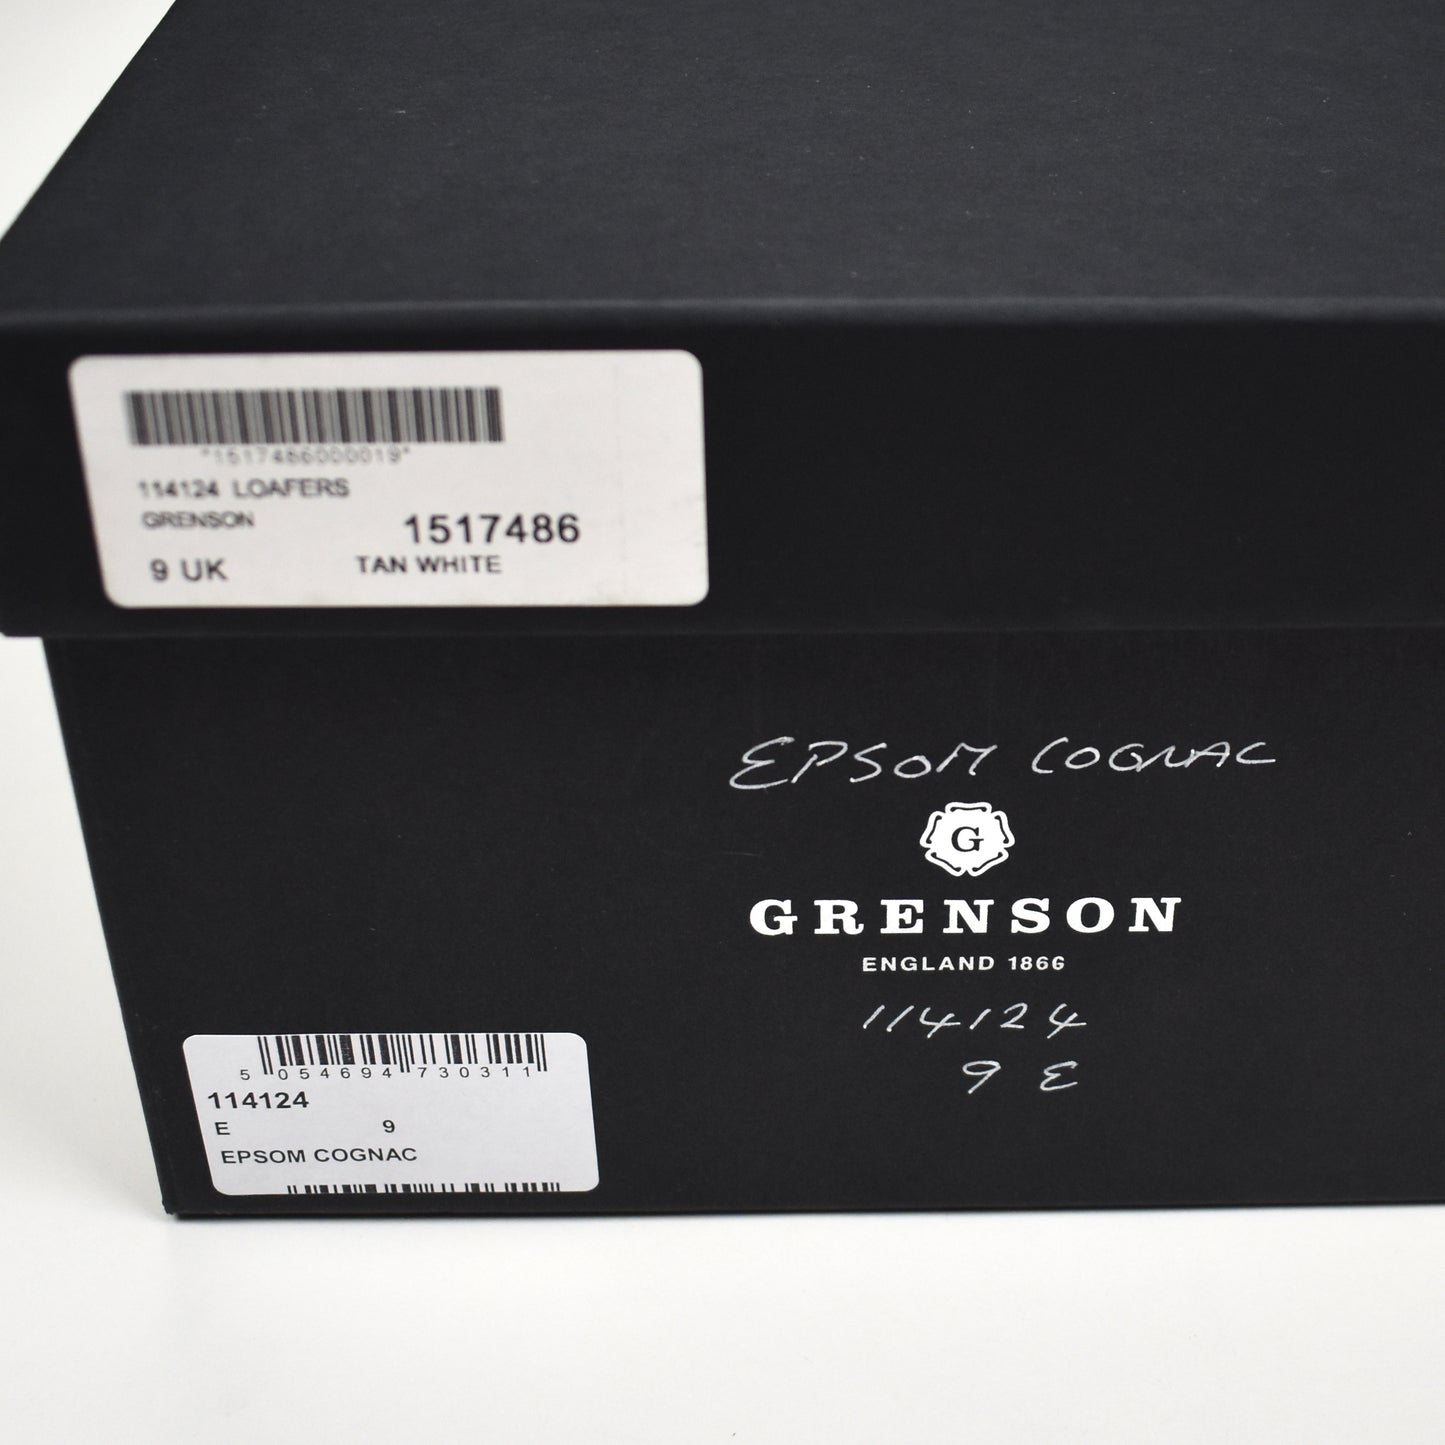 *1517486000019*
114124 LOAFERS
GRENSON
1517486
9 UK
TAN WHITE
EPSOM COGNAC
G
GRENSON
ENGLAND 1866
114124
9 E
5 054694 730311
114124
E 9
EPSOM COGNAC